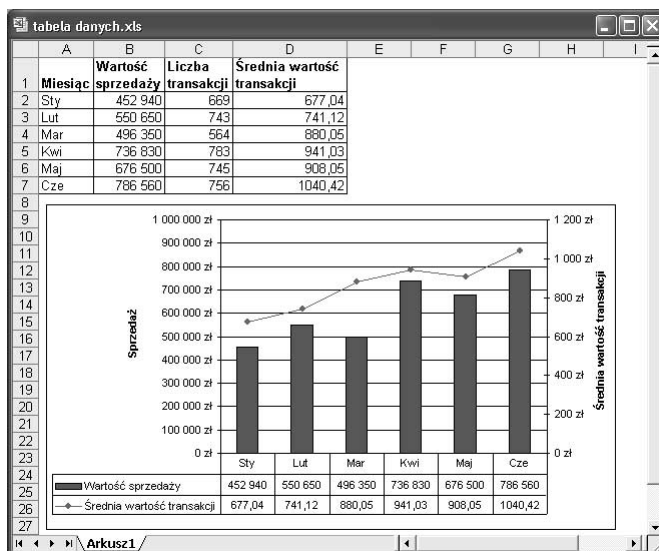 tabela danych.xls
A B C D E F G H I
Wartość Liczba Średnia wartość
1 Miesiąc sprzedaży transakcji transakcji
2 Sty 452 940 669 677,04
3 Lut 550 650 743 741,12
4 Mar 496 350 564 880,05
5 Kwi 736 830 783 941,03
6 Maj 676 500 745 908,05
7 Cze 786 560 756 1040,42
8
9
10
11
12
13
14
15
16
17
18
19
20
21
22
23
24
25
26
27
1 000 000 zł
900 000 zł
800 000 zł
700 000 zł
600 000 zł
500 000 zł
400 000 zł
300 000 zł
200 000 zł
100 000 zł
0 zł
Sprzedaż
1 200 zł
1 000 zł
800 zł
600 zł
400 zł
200 zł
0 zł
Średnia wartość transakcji
Sty Lut Mar Kwi Maj Cze
Wartość sprzedaży 452 940 550 650 496 350 736 830 676 500 786 560
Średnia wartość transakcji 677,04 741,12 880,05 941,03 908,05 1040,42
Arkusz1